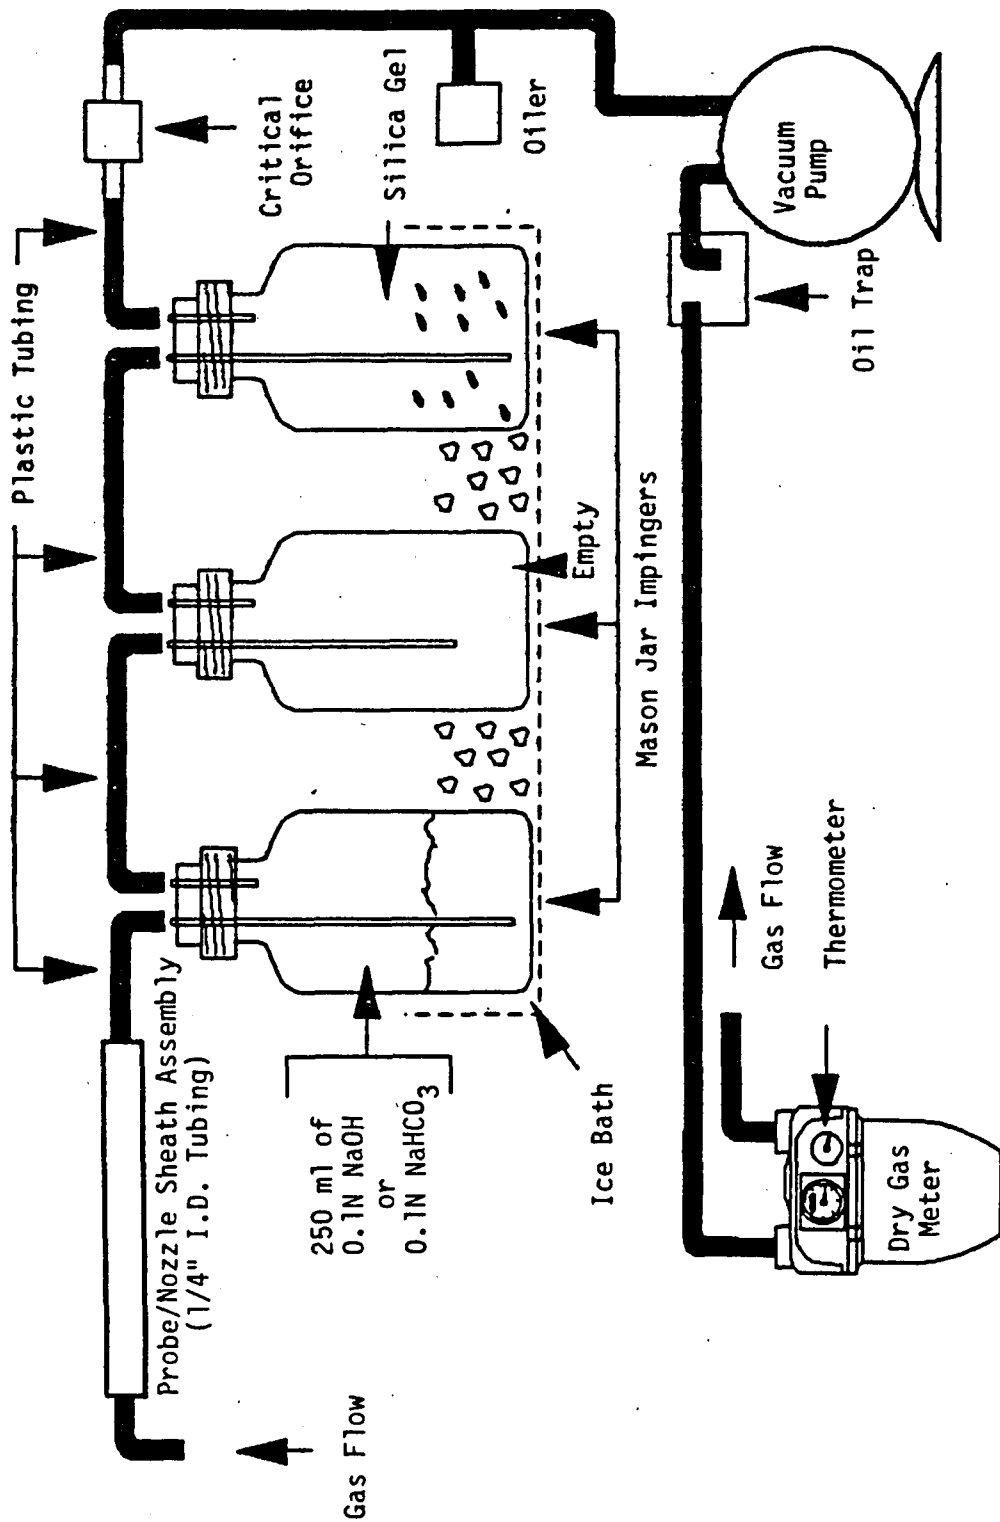 Plastic Tubing
Probe/Nozzle Sheath Assembly
(1/4" I.D. Tubing)
Gas Flow
250 ml of
0.1N NaOH
or
0.1N NaHCO3
Ice Bath
Empty
Mason Jar Impingers
Silica Gel
Critical
Orifice
Oiler
Vacuum
Pump
Oil Trap
Gas Flow
Thermometer
Dry Gas
Meter